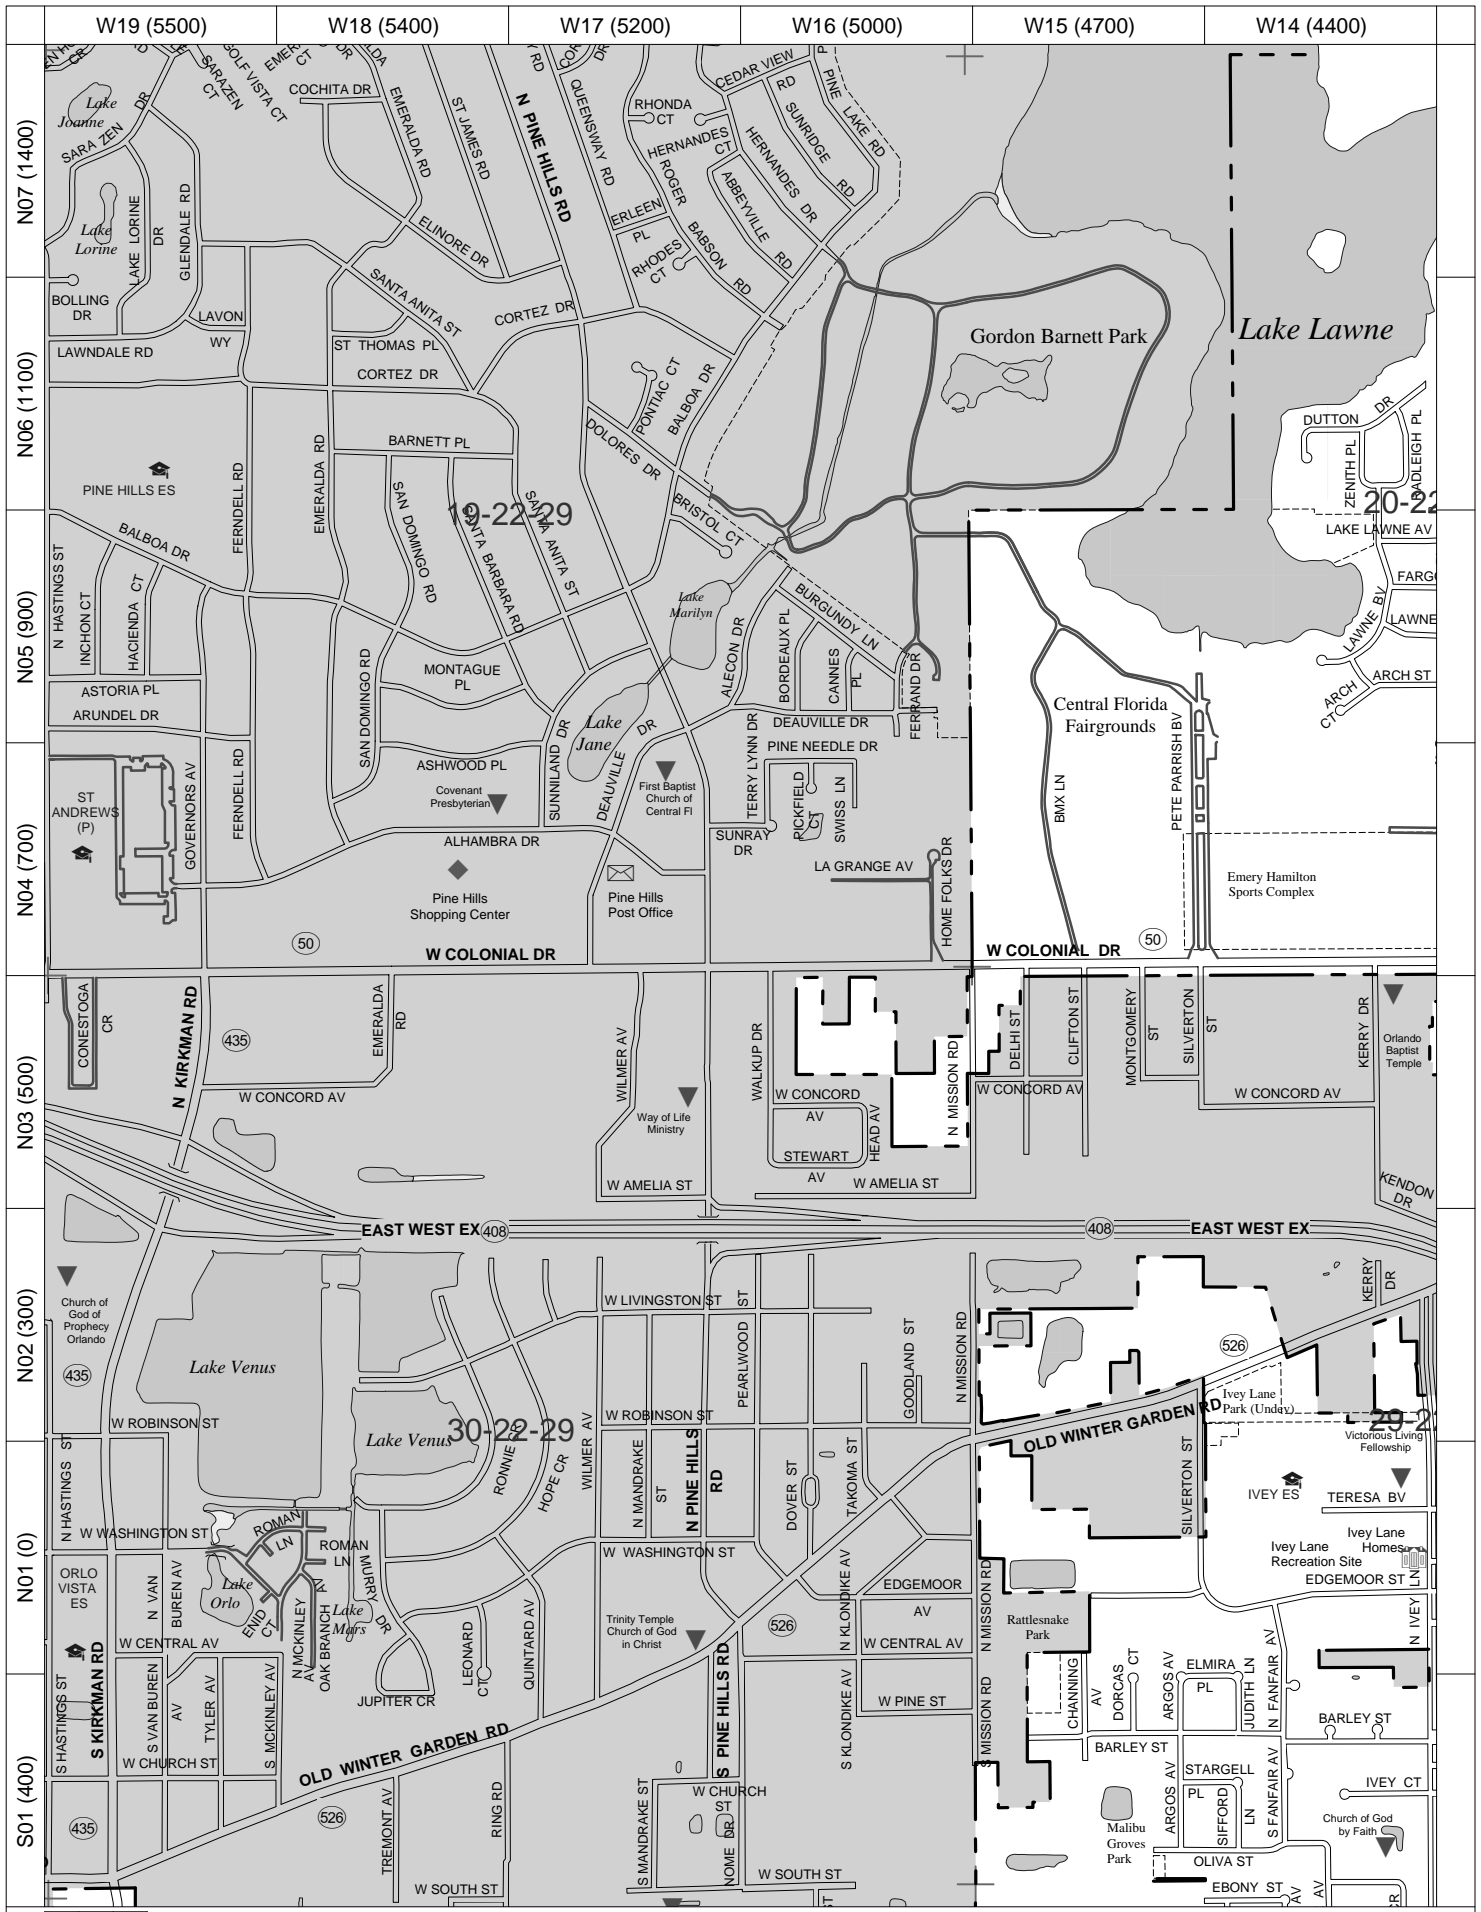 W19 (5500)
W18 (5400)
W17 (5200)
W16 (5000)
W15 (4700)
W14 (4400)
N07 (1400)
N06 (1100)
N05 (900)
N04 (700)
N03 (500)
N02 (300)
N01 (0)
S01 (400)
Lake
Joanne
SARA ZEN
DR
SARAZEN
CT
GOLF VISTA CT
COCHITA DR
EMERALDA RD
ST JAMES RD
N PINE HILLS RD
QUEENSWAY RD
RHONDA
CT
CEDAR VIEW
RD
PINE
LAKE RD
SUNRIDGE
RD
HERNANDES
CT
HERNANDES DR
ROGER
BABSON
RD
ABBEYVILLE
RD
ERLEEN
PL
RHODES
CT
Lake
Lorine
LAKE LORINE
DR
GLENDALE RD
ELINORE DR
BOLLING
DR
LAVON
WY
LAWNDALE RD
SANTA ANITA ST
CORTEZ DR
ST THOMAS PL
CORTEZ DR
Gordon Barnett Park
Lake Lawne
PONTIAC CT
BALBOA DR
DOLORES DR
DUTTON
DR
ZENITH PL
RADLEIGH PL
BARNETT PL
EMERALDA RD
PINE HILLS ES
FERNDELL RD
SAN DOMINGO RD
19-22-29
SANTA BARBARA RD
SANTA ANITA ST
BRISTOL CT
20-22
LAKE LAWNE AV
BALBOA DR
N HASTINGS ST
INCHON CT
HACIENDA CT
Lake
Marilyn
BURGUNDY LN
FARGO
LAWNE BV
LAWNE
ALECON DR
BORDEAUX PL
CANNES
PL
FERRAND DR
MONTAGUE
PL
SAN DOMINGO RD
ASTORIA PL
ARUNDEL DR
ARCH ST
ARCH
CT
Central Florida
Fairgrounds
Lake
Jane
DEAUVILLE DR
DEAUVILLE DR
SUNNILAND DR
TERRY LYNN DR
PINE NEEDLE DR
ASHWOOD PL
Covenant
Presbyterian
First Baptist
Church of
Central Fl
ST
ANDREWS
(P)
GOVERNORS AV
FERNDELL RD
PICKFIELD
CT
SWISS LN
BMX LN
PETE PARRISH BV
SUNRAY
DR
ALHAMBRA DR
LA GRANGE AV
HOME FOLKS DR
Emery Hamilton
Sports Complex
Pine Hills
Shopping Center
Pine Hills
Post Office
50
W COLONIAL DR
W COLONIAL DR
50
CONESTOGA
CR
N KIRKMAN RD
435
EMERALDA
RD
WILMER AV
WALKUP DR
N MISSION RD
DELHI ST
CLIFTON ST
MONTGOMERY
ST
SILVERTON
ST
KERRY DR
Orlando
Baptist
Temple
W CONCORD AV
Way of Life
Ministry
W CONCORD
AV
HEAD AV
W CONCORD AV
W CONCORD AV
STEWART
AV
W AMELIA ST
W AMELIA ST
KENDON
DR
EAST WEST EX
408
408
EAST WEST EX
Church of
God of
Prophecy
Orlando
435
W LIVINGSTON ST
PEARLWOOD
ST
GOODLAND ST
N MISSION RD
KERRY
DR
526
Lake Venus
W ROBINSON ST
W ROBINSON ST
Ivey Lane
Park (Undev)
Lake Venus
30-22-29
OLD WINTER GARDEN RD
29-2
Victorious Living
Fellowship
N HASTINGS ST
RONNIE CR
HOPE CR
WILMER AV
N MANDRAKE
ST
N PINE HILLS
RD
DOVER ST
TAKOMA ST
SILVERTON ST
IVEY ES
TERESA BV
W WASHINGTON ST
ROMAN
LN
ROMAN
LN
W WASHINGTON ST
Ivey Lane
Homes
Ivey Lane
Recreation Site
ORLO
VISTA
ES
N VAN
BUREN AV
Lake
Orlo
ENID
CT
N MCKINLEY
AV
OAK BRANCH
AV
MURRY DR
Lake
Mars
EDGEMOOR
AV
EDGEMOOR ST
N KLONDIKE AV
N MISSION RD
Rattlesnake
Park
N IVEY LN
Trinity Temple
Church of God
in Christ
526
W CENTRAL AV
W CENTRAL AV
LEONARD
CT
QUINTARD AV
S HASTINGS ST
S KIRKMAN RD
S VAN BUREN
AV
TYLER AV
S MCKINLEY AV
JUPITER CR
S PINE HILLS RD
S KLONDIKE AV
W PINE ST
S MISSION RD
CHANNING
AV
DORCAS CT
ARGOS AV
ELMIRA
PL
JUDITH LN
N FANFAIR AV
BARLEY ST
BARLEY ST
W CHURCH ST
OLD WINTER GARDEN RD
W CHURCH
ST
STARGELL
PL
IVEY CT
435
526
TREMONT AV
RING RD
S MANDRAKE ST
NOME DR
Malibu
Groves
Park
ARGOS AV
SIFFORD
LN
S FANFAIR AV
Church of God
by Faith
OLIVA ST
W SOUTH ST
W SOUTH ST
EBONY ST
AV
AV
CR
ST